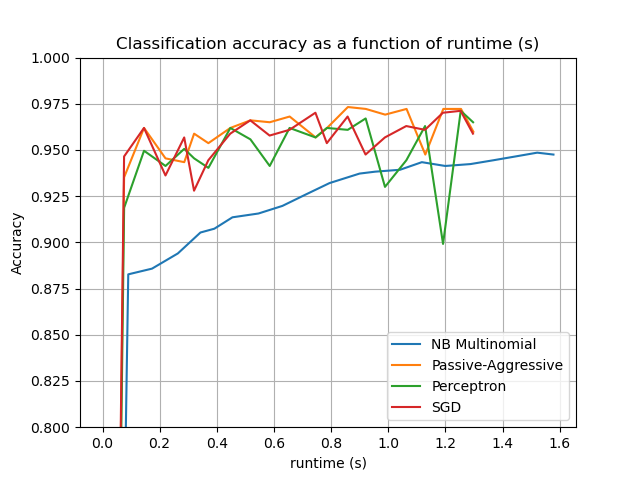 Classification accuracy as a function of runtime (s)
1.000
0.975
0.950
0.925
0.900
0.875
0.850
0.825
0.800
Accuracy
NB Multinomial
Passive-Aggressive
Perceptron
SGD
0.0 0.2 0.4 0.6 0.8 1.0 1.2 1.4 1.6
runtime (s)